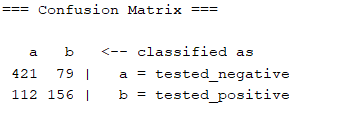 === Confusion Matrix ===
a b <-- classified as
421 79 | a = tested_negative
112 156 | b = tested_positive